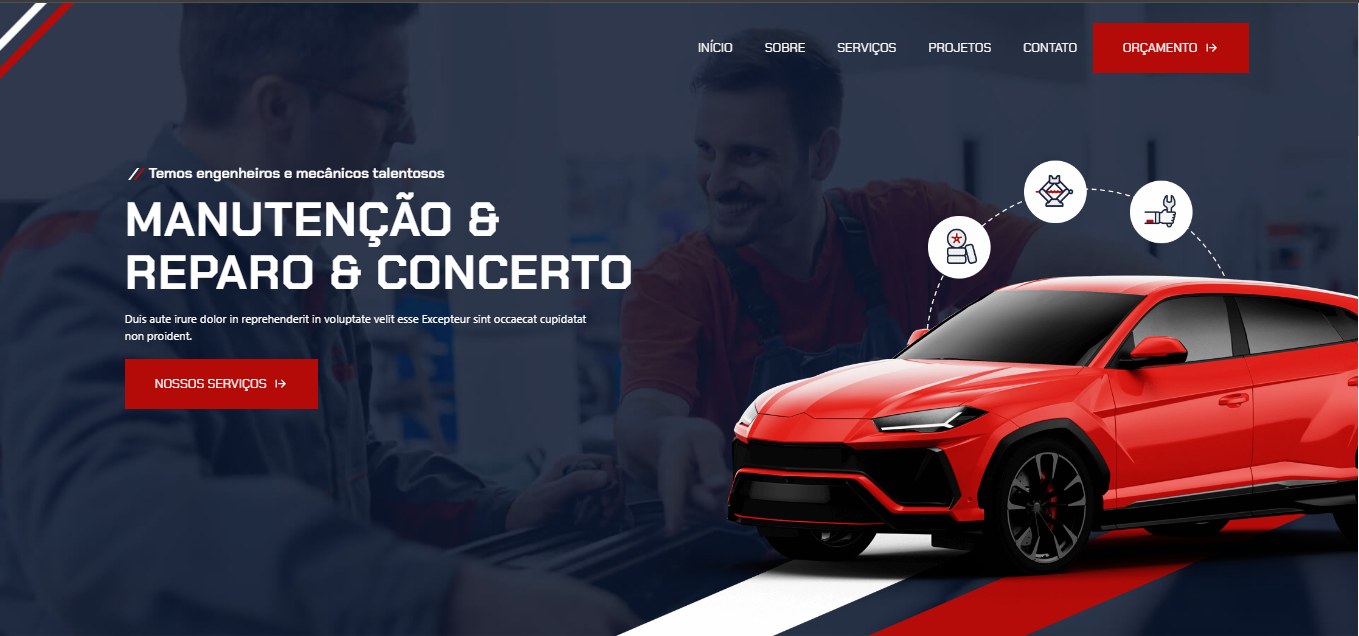 INÍCIO SOBRE SERVIÇOS PROJETOS CONTATO ORÇAMENTO
Temos engenheiros e mecânicos talentosos
MANUTENÇÃO &
REPARO & CONCERTO
Duis aute irure dolor in reprehenderit in voluptate velit esse Excepteur sint occaecat cupidatat
non proident.
NOSSOS SERVIÇOS